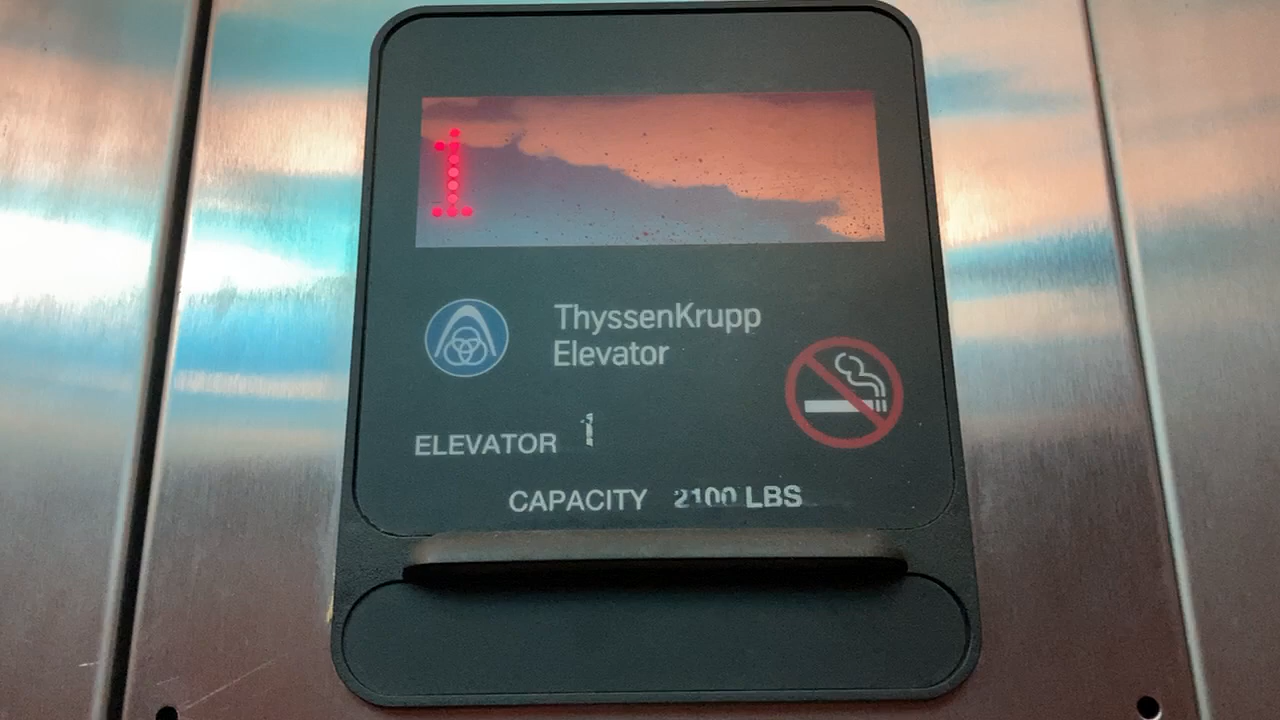 1
ThyssenKrupp
Elevator
ELEVATOR 1
CAPACITY 2100 LBS